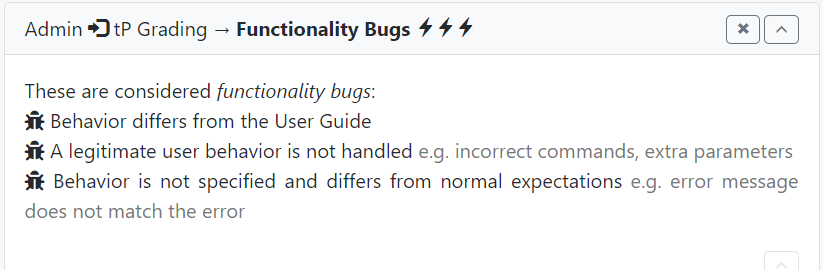 Admin tP Grading → Functionality Bugs
These are considered functionality bugs:
Behavior differs from the User Guide
A legitimate user behavior is not handled e.g. incorrect commands, extra parameters
Behavior is not specified and differs from normal expectations e.g. error message
does not match the error